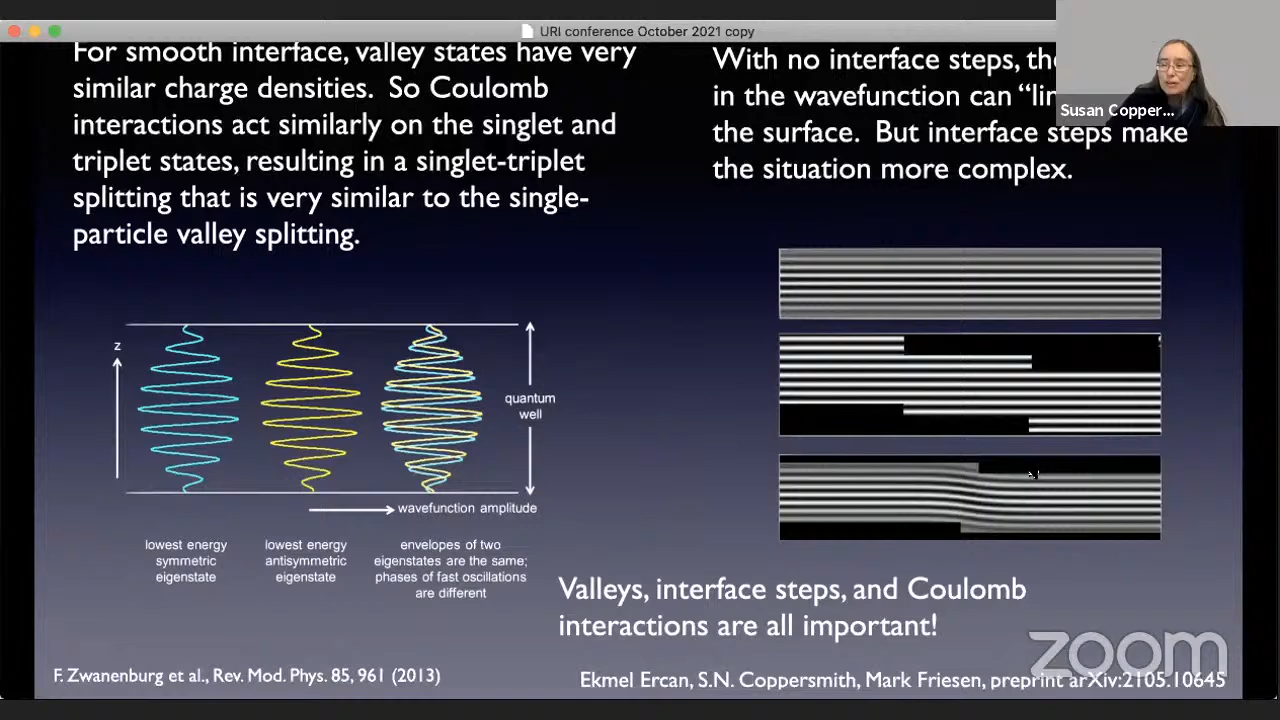 URI conference October 2021 copy
For smooth interface, valley states have very
similar charge densities. So Coulomb
interactions act similarly on the singlet and
triplet states, resulting in a singlet-triplet
splitting that is very similar to the single-
particle valley splitting.
With no interface steps, the
in the wavefunction can “lin
the surface. But interface steps make
the situation more complex.
Susan Copper...
z
quantum
well
wavefunction amplitude
lowest energy
symmetric
eigenstate
lowest energy
antisymmetric
eigenstate
envelopes of two
eigenstates are the same;
phases of fast oscillations
are different
Valleys, interface steps, and Coulomb
interactions are all important!
zoom
F. Zwanenburg et al., Rev. Mod. Phys. 85, 961 (2013)
Ekmel Ercan, S.N. Coppersmith, Mark Friesen, preprint arXiv:2105.10645